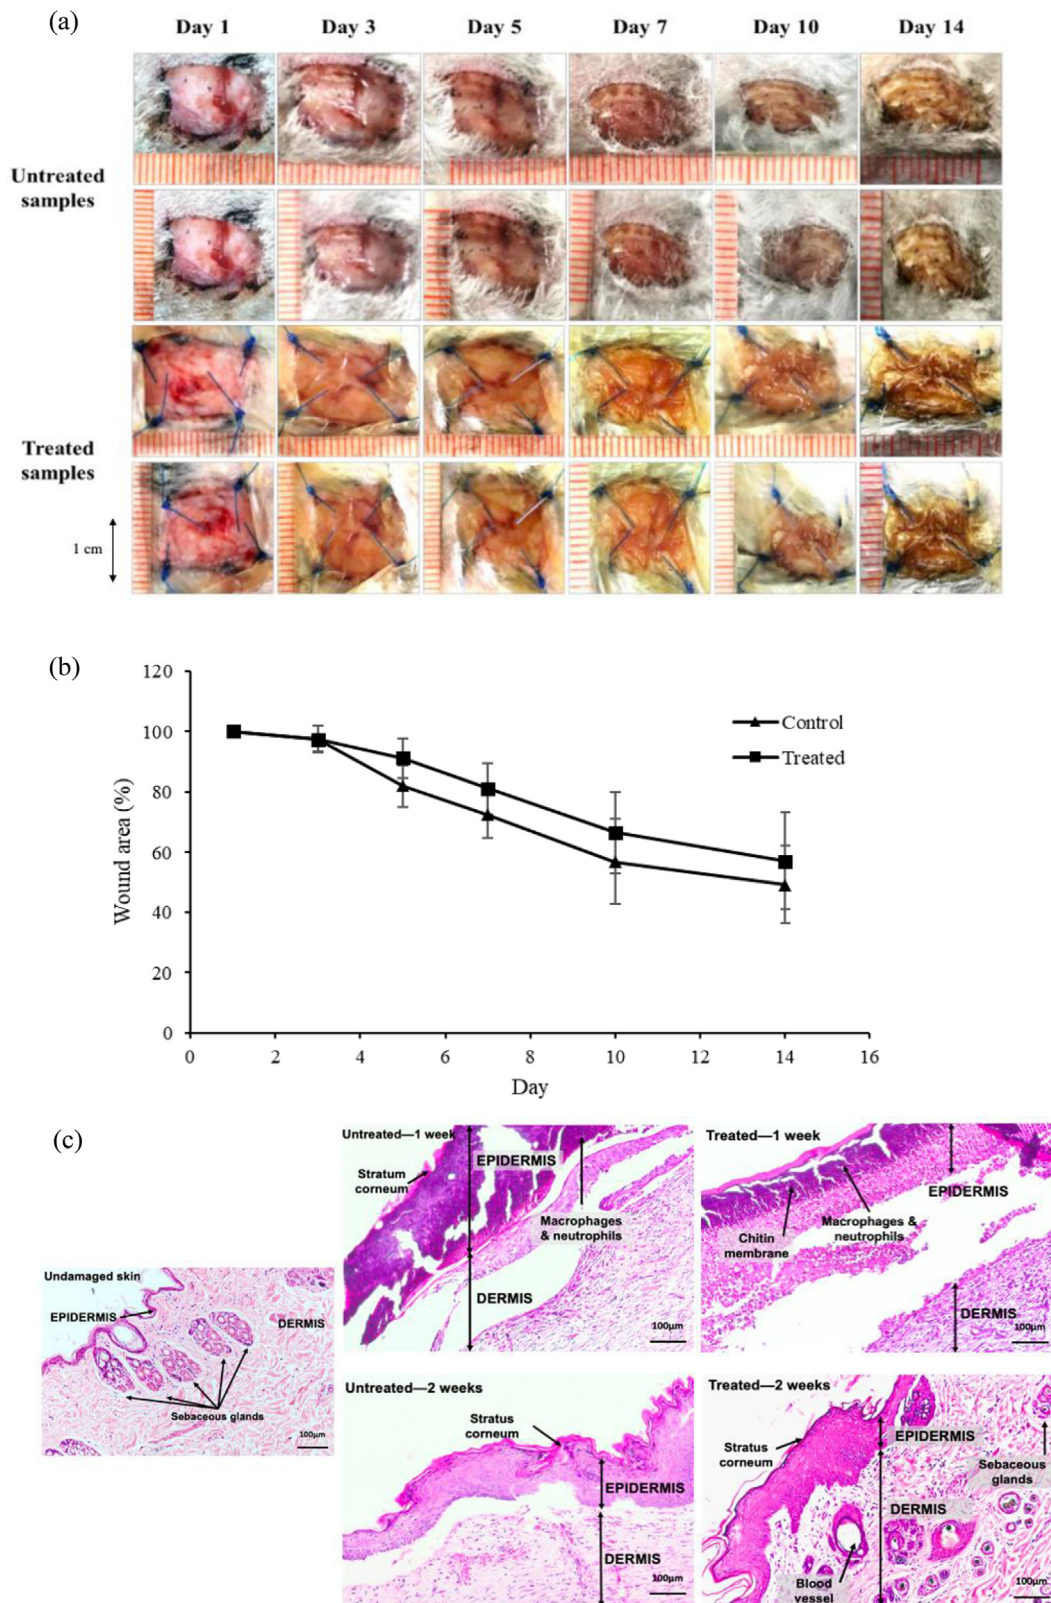 (a)
Day 1 Day 3 Day 5 Day 7 Day 10 Day 14
Untreated
samples
Treated
samples
1 cm
(b)
120
100
80
60
40
20
0
Wound area (%)
Control
Treated
0 2 4 6 8 10 12 14 16
Day
(c)
Undamaged skin
EPIDERMIS
DERMIS
Sebaceous glands
100µm
Untreated—1 week
Stratum
corneum
EPIDERMIS
Macrophages
& neutrophils
DERMIS
100µm
Treated—1 week
EPIDERMIS
Chitin
membrane
Macrophages &
neutrophils
DERMIS
100µm
Untreated—2 weeks
Stratus
corneum
EPIDERMIS
DERMIS
100µm
Treated—2 weeks
Stratus
corneum
EPIDERMIS
Sebaceous
glands
DERMIS
Blood
vessel
100µm